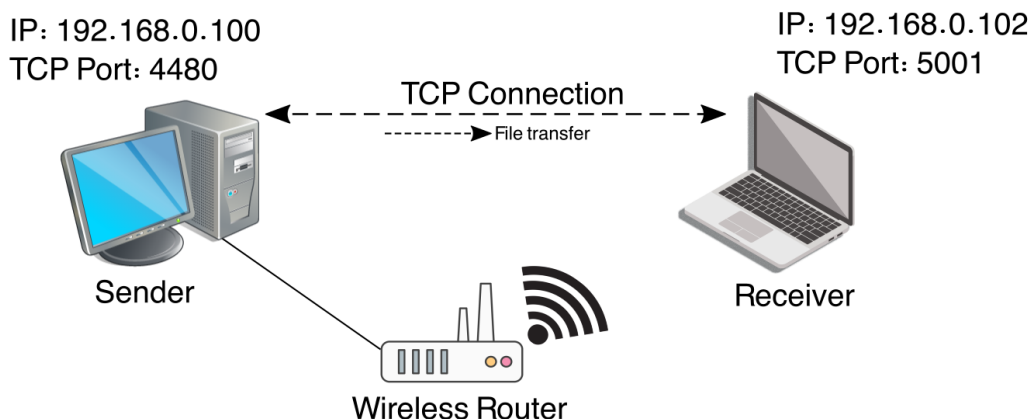 IP: 192.168.0.100
TCP Port: 4480
IP: 192.168.0.102
TCP Port: 5001
TCP Connection
File transfer
Sender
Receiver
Wireless Router